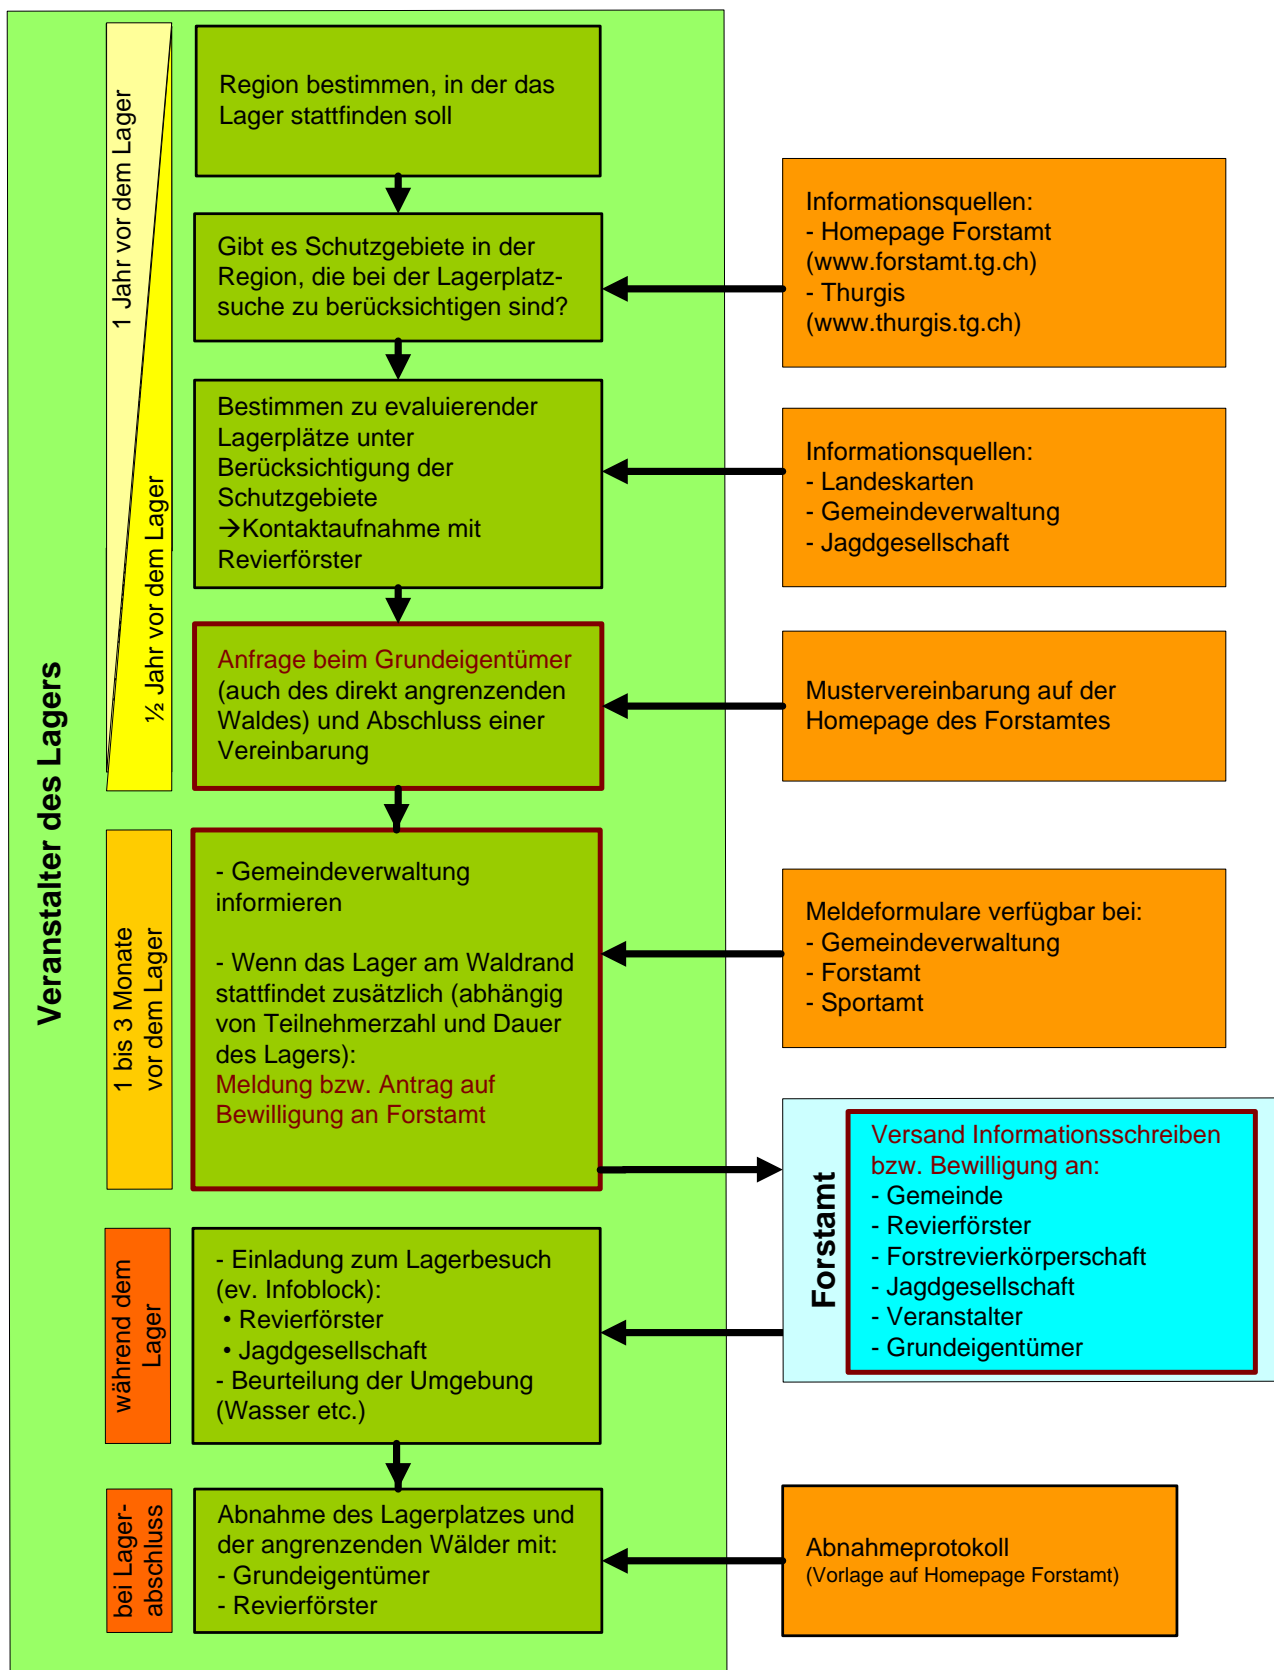 Veranstalter des Lagers
1 Jahr vor dem Lager
½ Jahr vor dem Lager
Region bestimmen, in der das
Lager stattfinden soll
Gibt es Schutzgebiete in der
Region, die bei der Lagerplatz-
suche zu berücksichtigen sind?
Informationsquellen:
- Homepage Forstamt
(www.forstamt.tg.ch)
- Thurgis
(www.thurgis.tg.ch)
Bestimmen zu evaluierender
Lagerplätze unter
Berücksichtigung der
Schutzgebiete
→Kontaktaufnahme mit
Revierförster
Informationsquellen:
- Landeskarten
- Gemeindeverwaltung
- Jagdgesellschaft
Anfrage beim Grundeigentümer
(auch des direkt angrenzenden
Waldes) und Abschluss einer
Vereinbarung
Mustervereinbarung auf der
Homepage des Forstamtes
1 bis 3 Monate
vor dem Lager
- Gemeindeverwaltung
informieren
- Wenn das Lager am Waldrand
stattfindet zusätzlich (abhängig
von Teilnehmerzahl und Dauer
des Lagers):
Meldung bzw. Antrag auf
Bewilligung an Forstamt
Meldeformulare verfügbar bei:
- Gemeindeverwaltung
- Forstamt
- Sportamt
Forstamt
Versand Informationsschreiben
bzw. Bewilligung an:
- Gemeinde
- Revierförster
- Forstrevierkörperschaft
- Jagdgesellschaft
- Veranstalter
- Grundeigentümer
während dem
Lager
- Einladung zum Lagerbesuch
(ev. Infoblock):
• Revierförster
• Jagdgesellschaft
- Beurteilung der Umgebung
(Wasser etc.)
bei Lager-
abschluss
Abnahme des Lagerplatzes und
der angrenzenden Wälder mit:
- Grundeigentümer
- Revierförster
Abnahmeprotokoll
(Vorlage auf Homepage Forstamt)